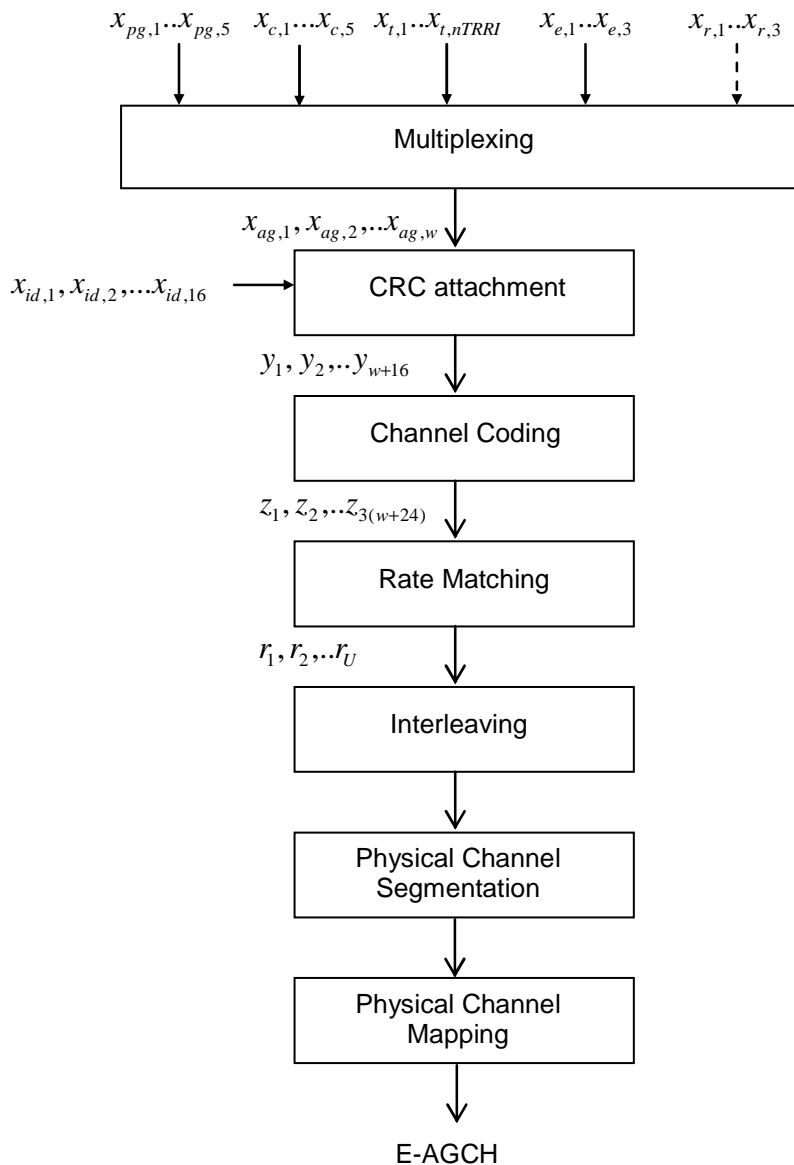 x_{pg,1}..x_{pg,5} x_{c,1}...x_{c,5} x_{t,1}..x_{t,nTRRI} x_{e,1}..x_{e,3} x_{r,1}..x_{r,3}
Multiplexing
x_{ag,1}, x_{ag,2},..x_{ag,w}
x_{id,1}, x_{id,2},...x_{id,16}
CRC attachment
y_1, y_2,..y_{w+16}
Channel Coding
z_1, z_2,..z_{3(w+24)}
Rate Matching
r_1, r_2,..r_U
Interleaving
Physical Channel
Segmentation
Physical Channel
Mapping
E-AGCH